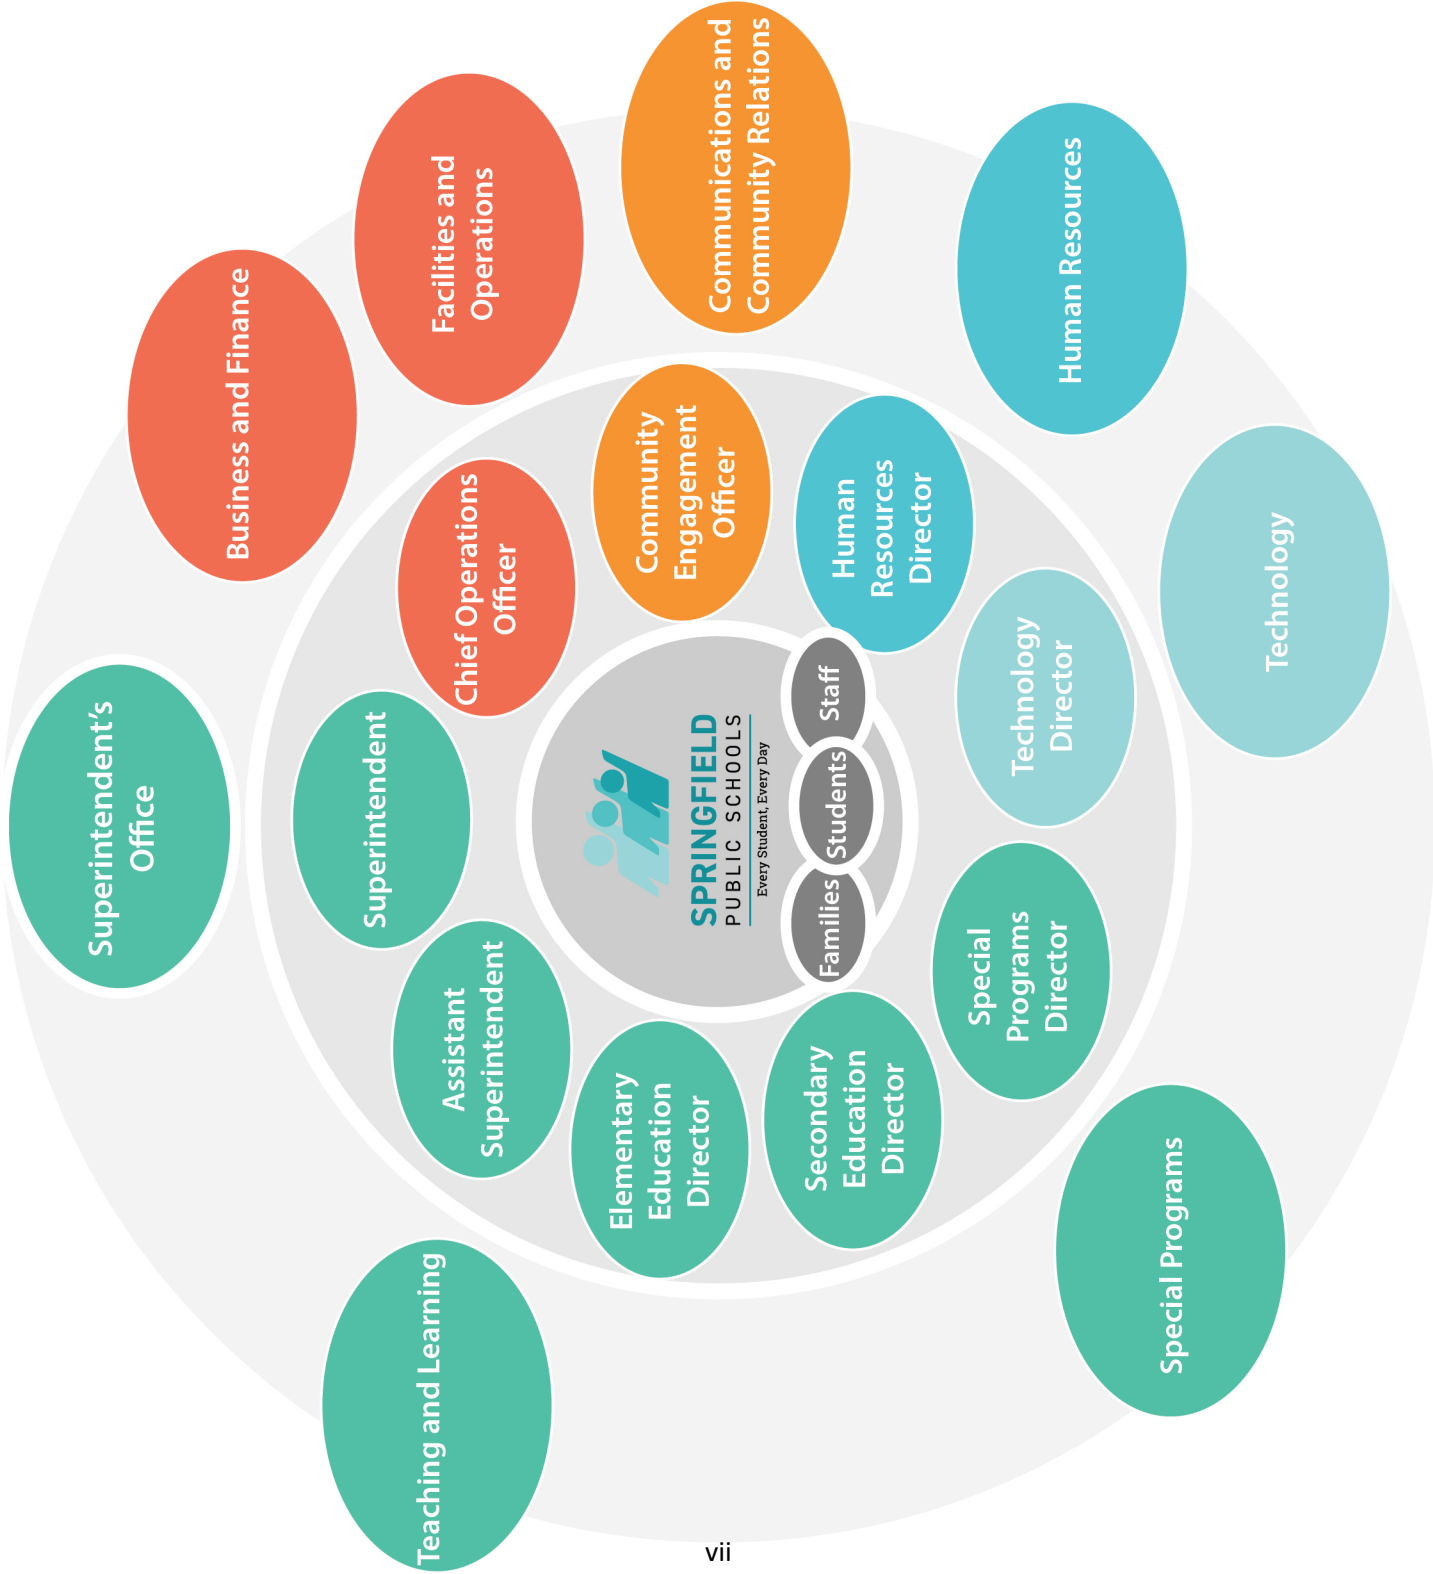 Superintendent's
Office
Business and Finance
Facilities and
Operations
Communications and
Community Relations
Human Resources
Technology
Special Programs
Teaching and Learning
Superintendent
Chief Operations
Officer
Community
Engagement
Officer
Human
Resources
Director
Technology
Director
Special
Programs
Director
Secondary
Education
Director
Elementary
Education
Director
Assistant
Superintendent
SPRINGFIELD
PUBLIC SCHOOLS
Every Student, Every Day
Families
Students
Staff
vii